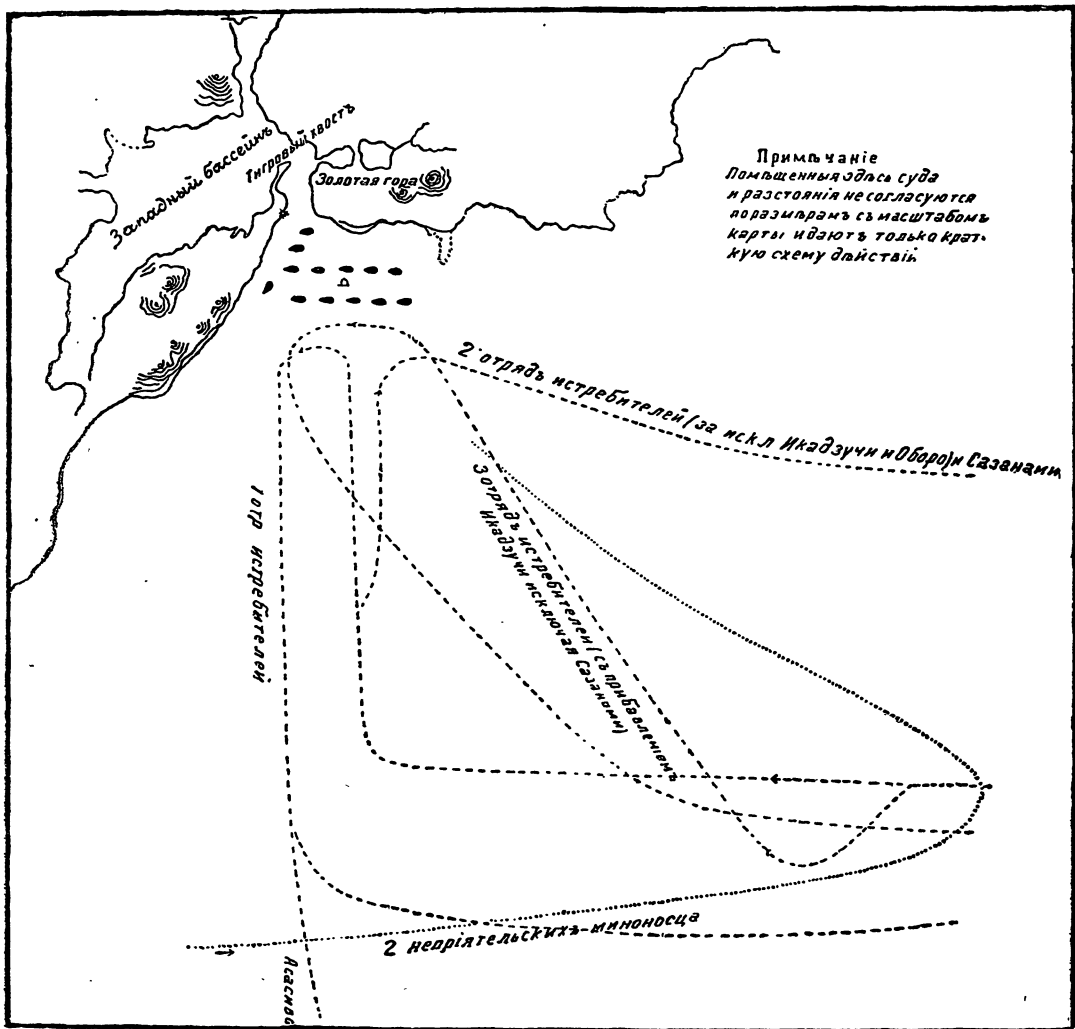 Западный бассейнъ
Тигровый хвостъ
Золотая гора
Примѣчаніе
Помѣщенныя здѣсь суда
и разстоянія не согласуются
по размѣрамъ съ масштабомъ
карты и даютъ только крат-
кую схему дѣйствій
2 отрядъ истребителей (за искл Икадзучи и Оборо) и Сазанами
3 отрядъ истребителей (съ прибавленіемъ
Икадзучи исключая Сазанами)
1 отр истребителей
2 непріятельскихъ миноносца
Асасиво